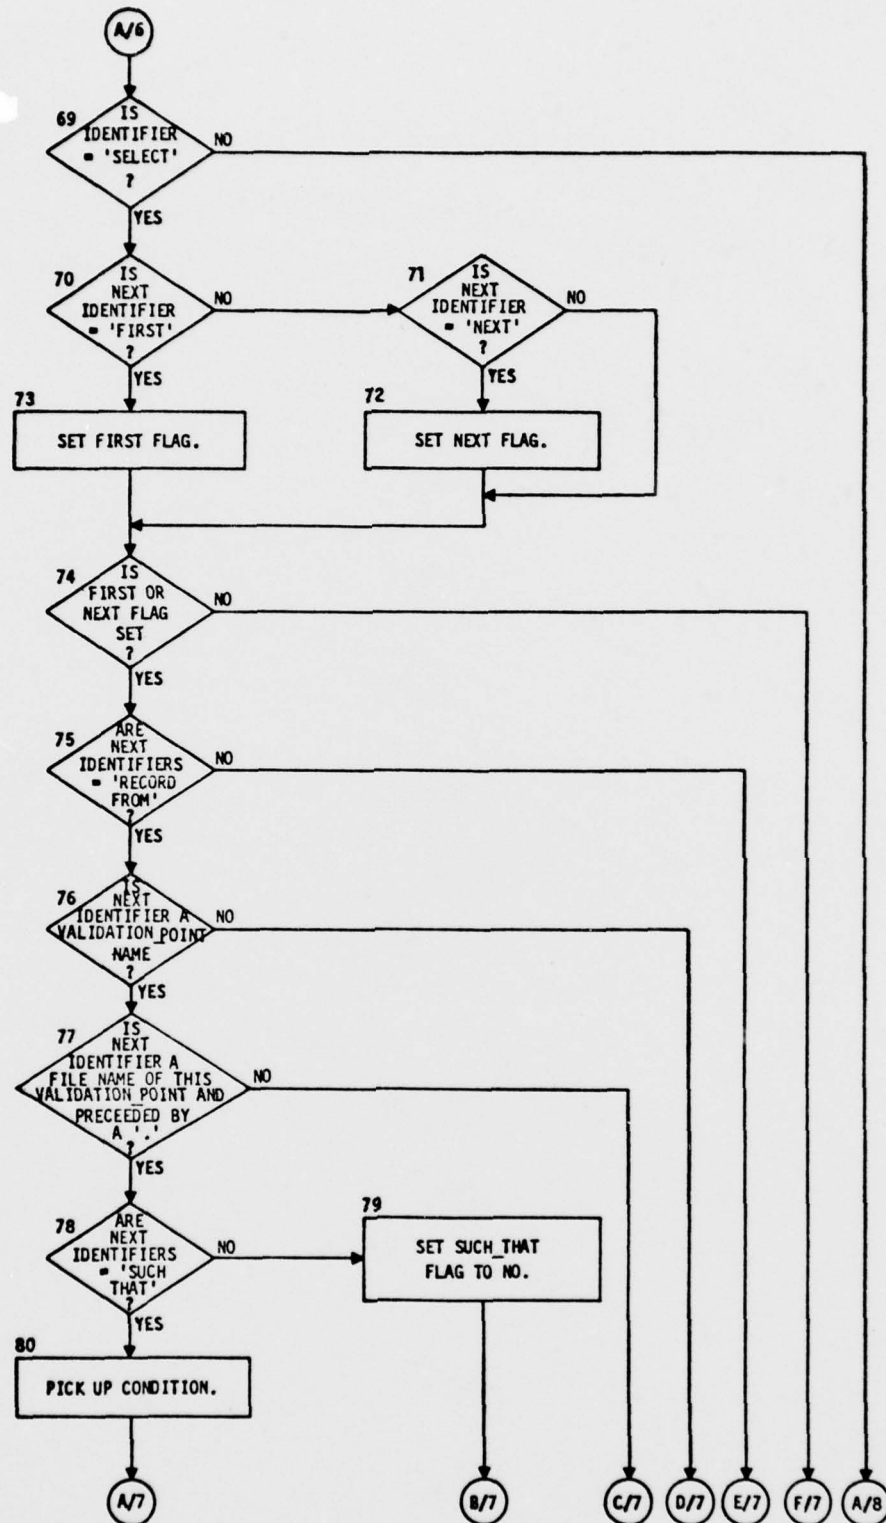 A/6
69
IS
IDENTIFIER
= 'SELECT'
?
NO
YES
70
IS
NEXT
IDENTIFIER
= 'FIRST'
?
NO
YES
71
IS
NEXT
IDENTIFIER
= 'NEXT'
?
NO
YES
73
SET FIRST FLAG.
72
SET NEXT FLAG.
74
IS
FIRST OR
NEXT FLAG
SET
?
NO
YES
75
ARE
NEXT
IDENTIFIERS
= 'RECORD
FROM'
?
NO
YES
76
IS
NEXT
IDENTIFIER A
VALIDATION_POINT
NAME
?
NO
YES
77
IS
NEXT
IDENTIFIER A
FILE NAME OF THIS
VALIDATION_POINT AND
PRECEEDED BY
A '.'
?
NO
YES
78
ARE
NEXT
IDENTIFIERS
= 'SUCH
THAT'
?
NO
YES
79
SET SUCH_THAT
FLAG TO NO.
80
PICK UP CONDITION.
A/7
B/7
C/7
D/7
E/7
F/7
A/8